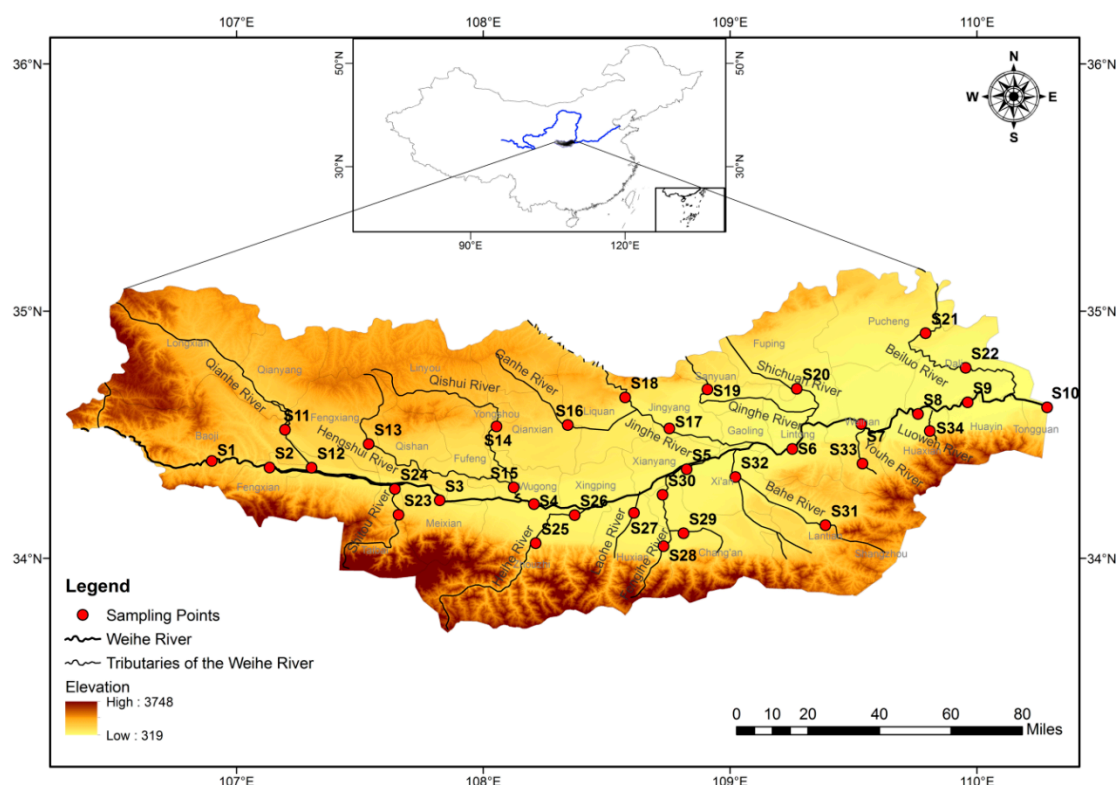 107°E 108°E 109°E 110°E
36°N 36°N
50°N 50°N
N
W E
S
30°N 30°N
90°E 120°E
35°N 35°N
Pucheng S21
Longxian Fuping
Beiluo River S22
Qianyang Linyou Ganhe River Sanyuan Shichuan River Dali
Qianhe River Qishui River S18 S19 S20 S9 S10
S11 Fengxiang Yongshou S16 Liquan Jingyang Qinghe River S8
S13 Qianxian S17 Weinan Huayin Tongguan
Baoji Hengshui River Qishan S14 Jinghe River Gaoling Lintong S7 S34 Luowen River
S1 S12 Fufeng S5 S6 S33 Youhe River Huaxian
S2 S24 S15 Xianyang S32
Fengxian S3 Wugong Xingping S30 Xi'an Bahe River
S23 S4 S26 S31
Meixian S25 S27 S29 Lantian
34°N Heihe River Laohe River S28 Chang'an Shangzhou 34°N
Huxian
Legend
Sampling Points
Weihe River
Tributaries of the Weihe River
Elevation
High : 3748
Low : 319
0 5 10 20 40 60 80
Miles
107°E 108°E 109°E 110°E